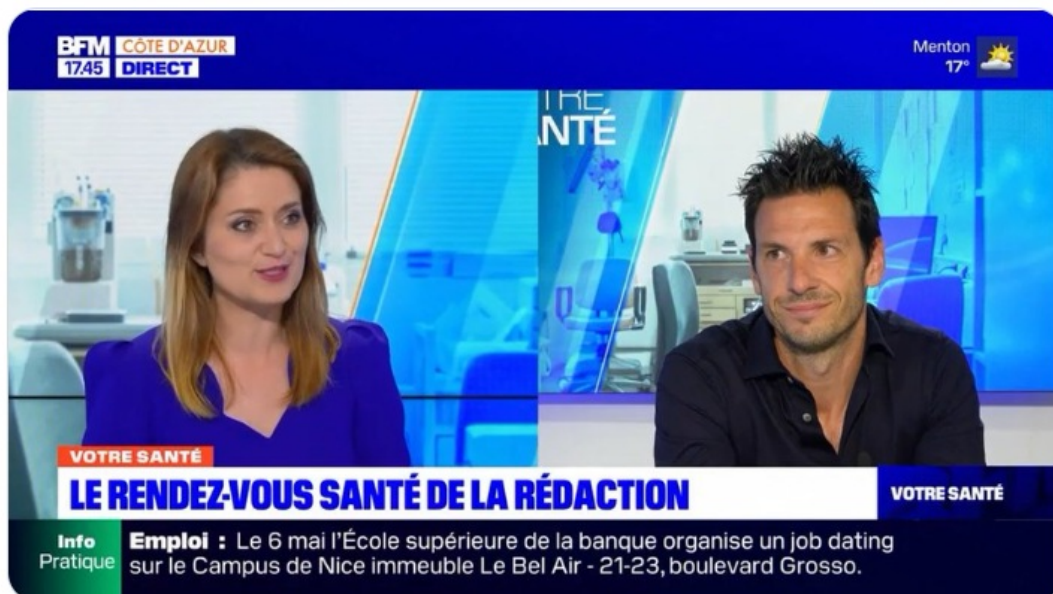 BFM CÔTE D'AZUR
17.45 DIRECT
Menton
17°
ANTÉ
VOTRE SANTÉ
LE RENDEZ-VOUS SANTÉ DE LA RÉDACTION
VOTRE SANTÉ
Info
Pratique
Emploi : Le 6 mai l'École supérieure de la banque organise un job dating
sur le Campus de Nice immeuble Le Bel Air - 21-23, boulevard Grosso.